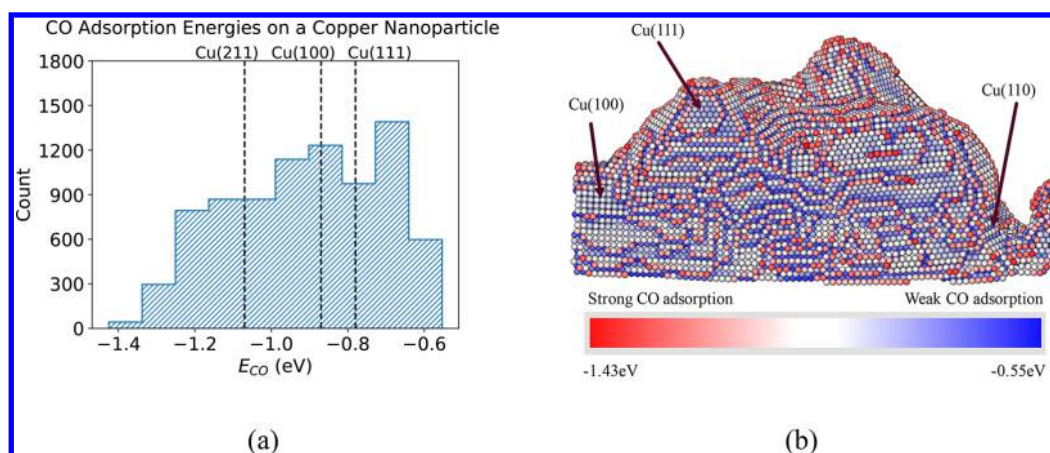 CO Adsorption Energies on a Copper Nanoparticle
Cu(211) Cu(100) Cu(111)
1800
1500
1200
900
600
300
0
Count
−1.4 −1.2 −1.0 −0.8 −0.6
E_CO (eV)
(a)
Cu(111)
Cu(100)
Cu(110)
Strong CO adsorption Weak CO adsorption
-1.43eV -0.55eV
(b)